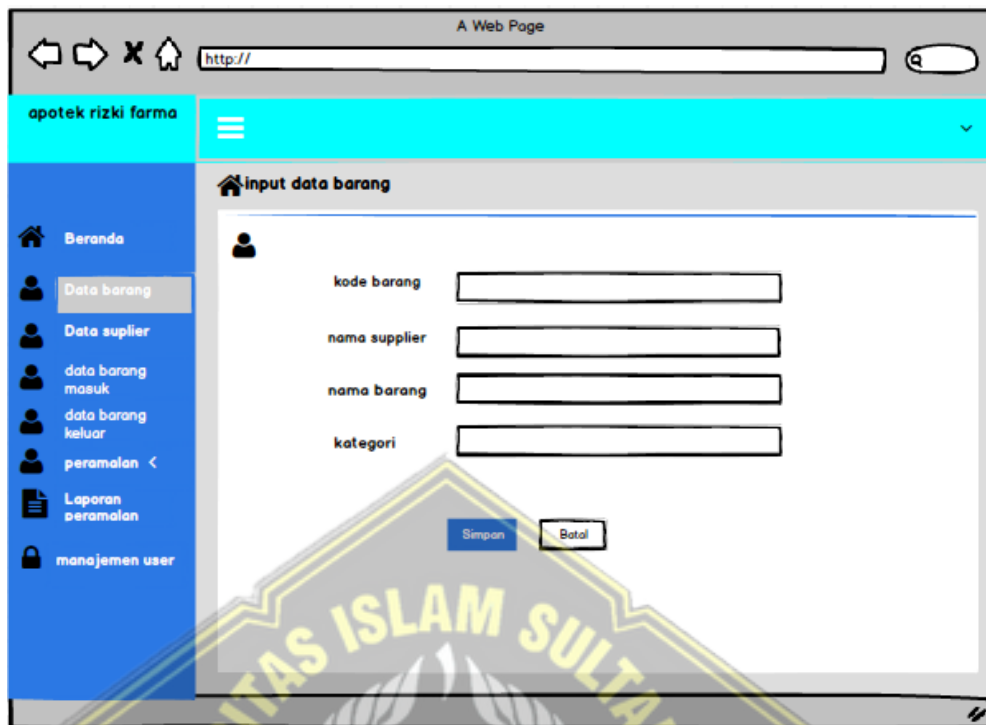 A Web Page
http://
apotek rizki farma
input data barang
Beranda
Data barang
Data suplier
data barang
masuk
data barang
keluar
peramalan <
Laporan
peramalan
manajemen user
kode barang
nama supplier
nama barang
kategori
Simpan
Batal
ISLAM